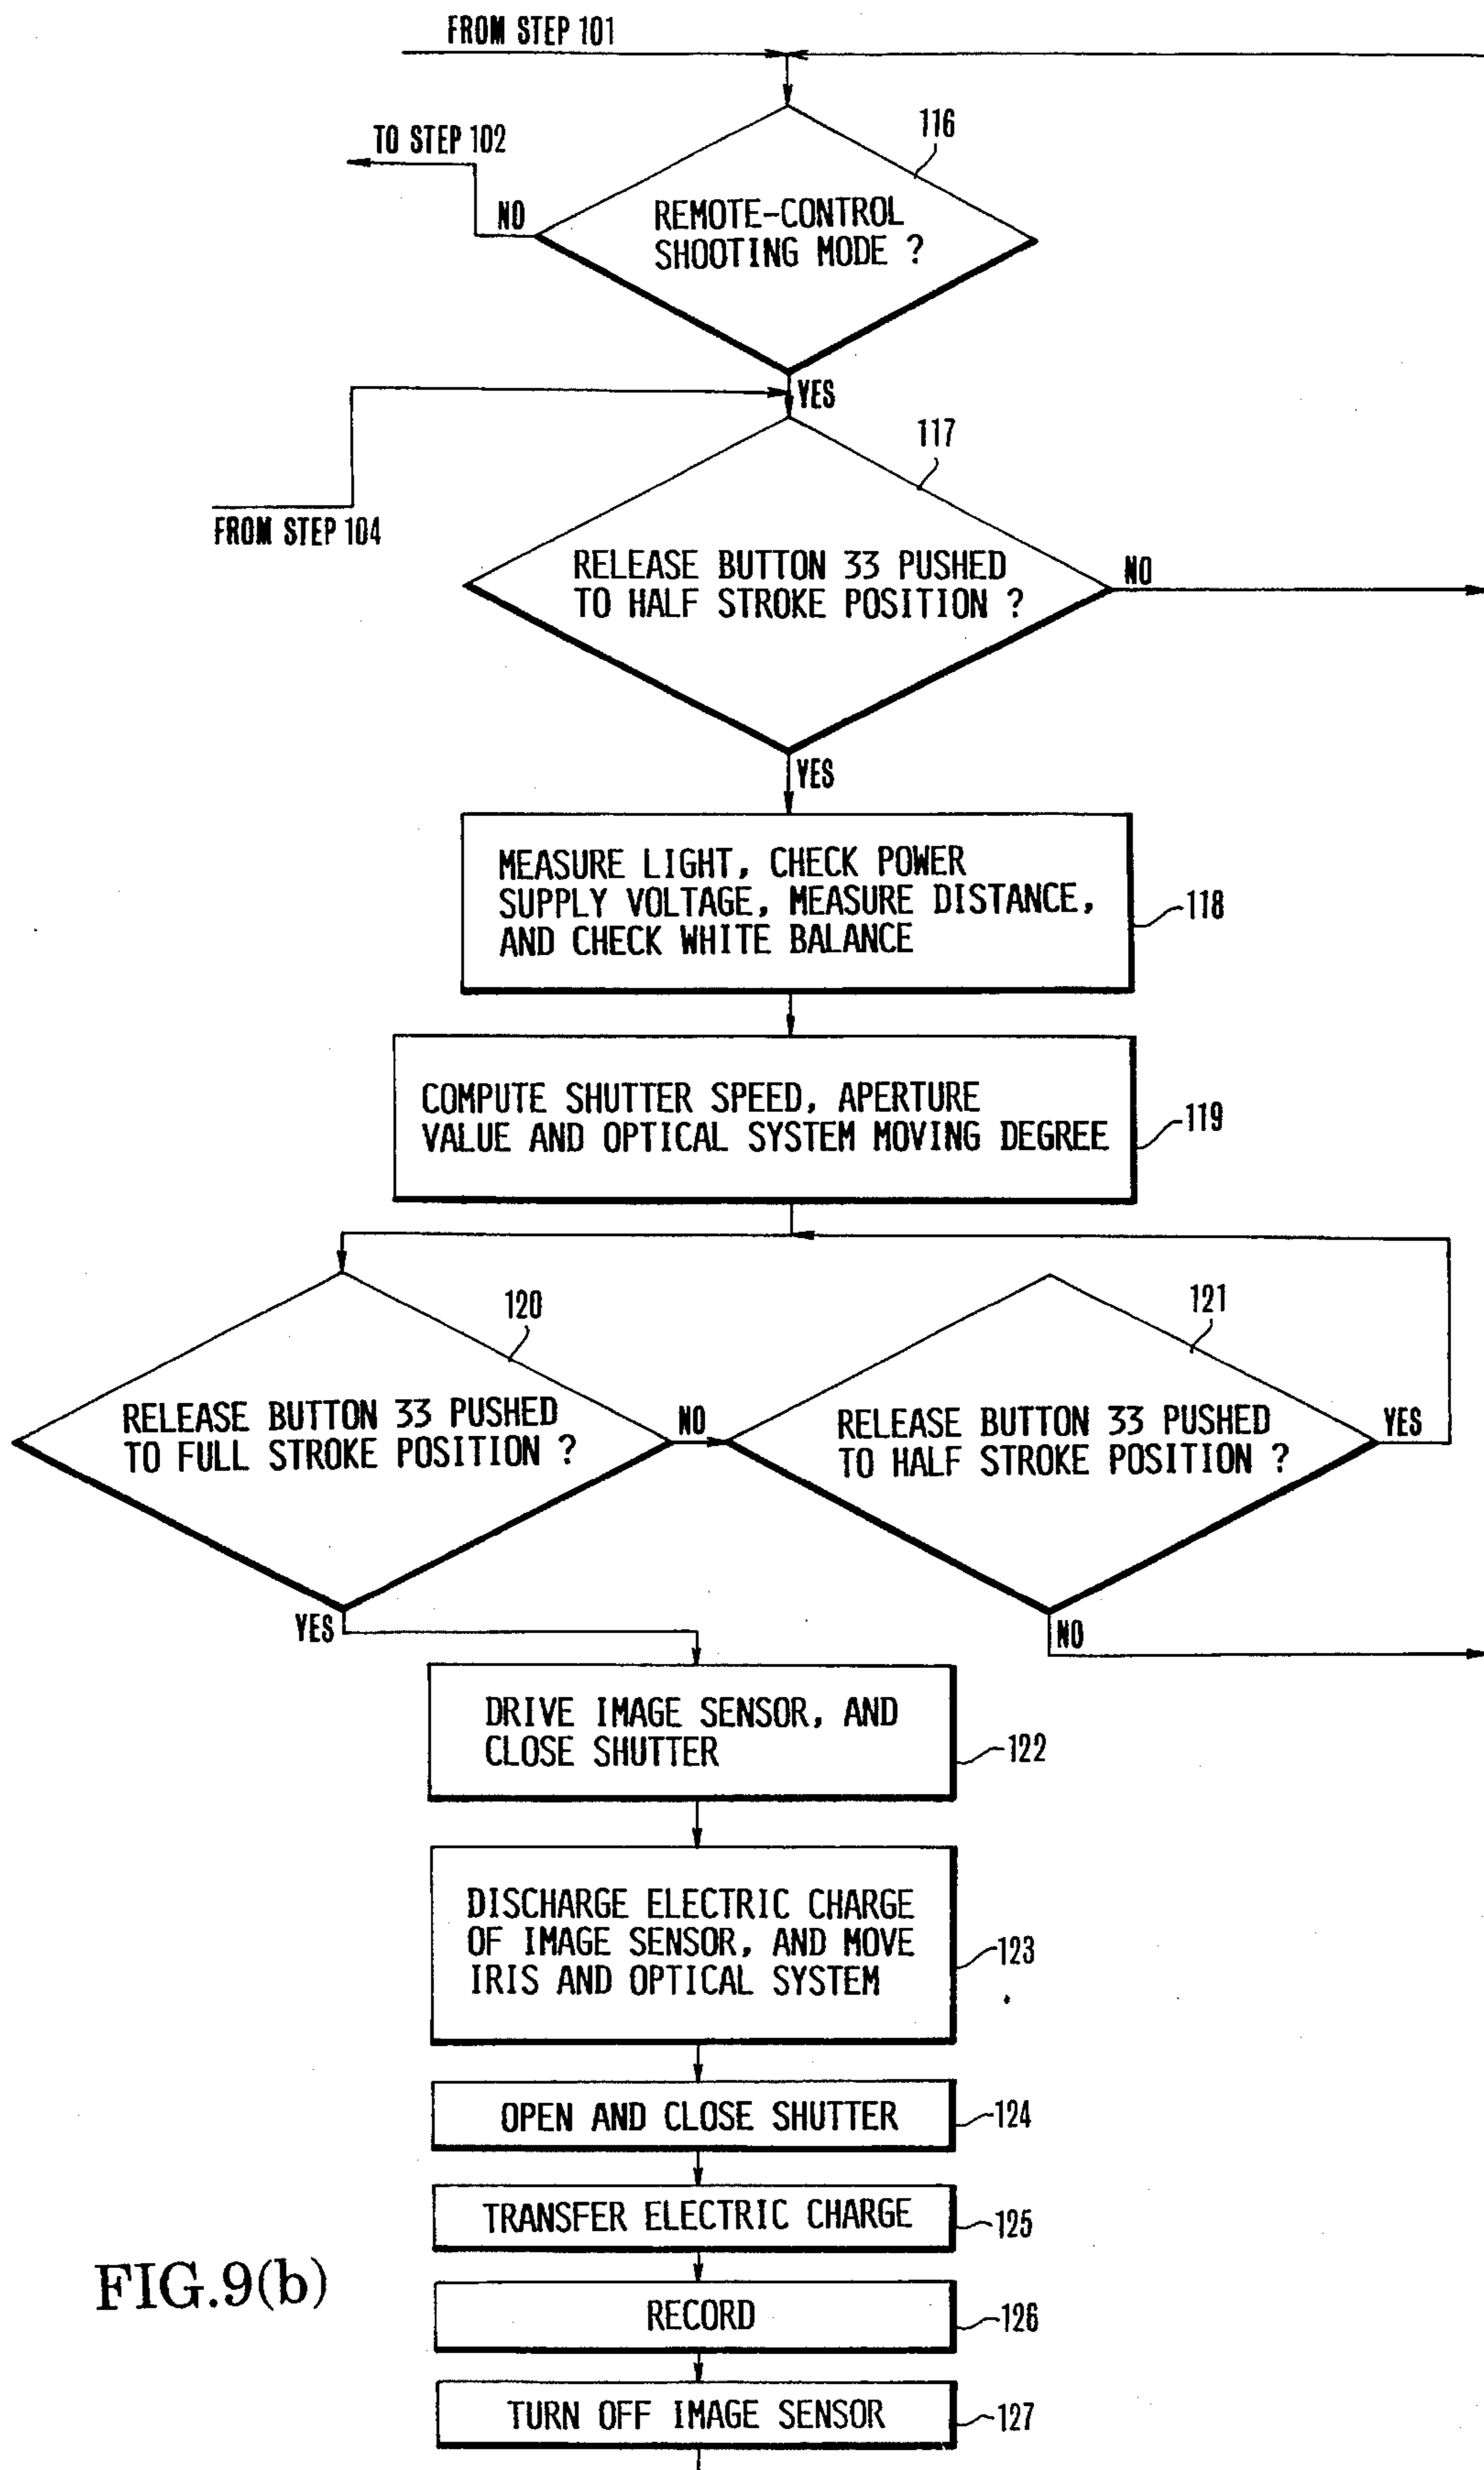 FROM STEP 101
TO STEP 102
116
NO
REMOTE-CONTROL
SHOOTING MODE ?
YES
117
FROM STEP 104
RELEASE BUTTON 33 PUSHED
TO HALF STROKE POSITION ?
NO
YES
MEASURE LIGHT, CHECK POWER
SUPPLY VOLTAGE, MEASURE DISTANCE,
AND CHECK WHITE BALANCE
118
COMPUTE SHUTTER SPEED, APERTURE
VALUE AND OPTICAL SYSTEM MOVING DEGREE
119
120
RELEASE BUTTON 33 PUSHED
TO FULL STROKE POSITION ?
NO
121
RELEASE BUTTON 33 PUSHED
TO HALF STROKE POSITION ?
YES
YES
NO
DRIVE IMAGE SENSOR, AND
CLOSE SHUTTER
122
DISCHARGE ELECTRIC CHARGE
OF IMAGE SENSOR, AND MOVE
IRIS AND OPTICAL SYSTEM
123
OPEN AND CLOSE SHUTTER
124
TRANSFER ELECTRIC CHARGE
125
RECORD
126
TURN OFF IMAGE SENSOR
127
FIG.9(b)